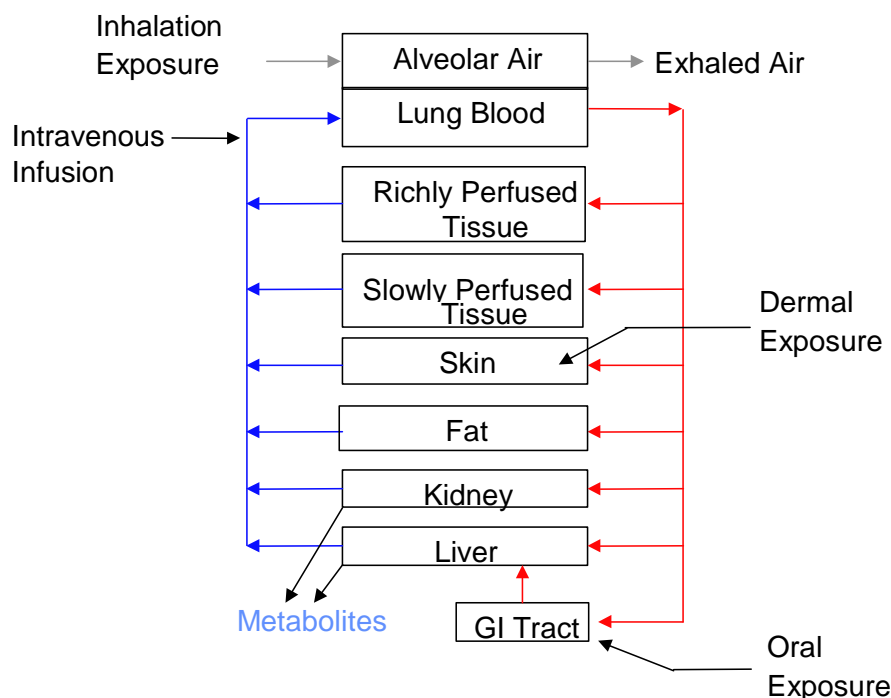 Inhalation
Exposure
Alveolar Air
Exhaled Air
Lung Blood
Intravenous
Infusion
Richly Perfused
Tissue
Slowly Perfused
Tissue
Dermal
Exposure
Skin
Fat
Kidney
Liver
Metabolites
GI Tract
Oral
Exposure